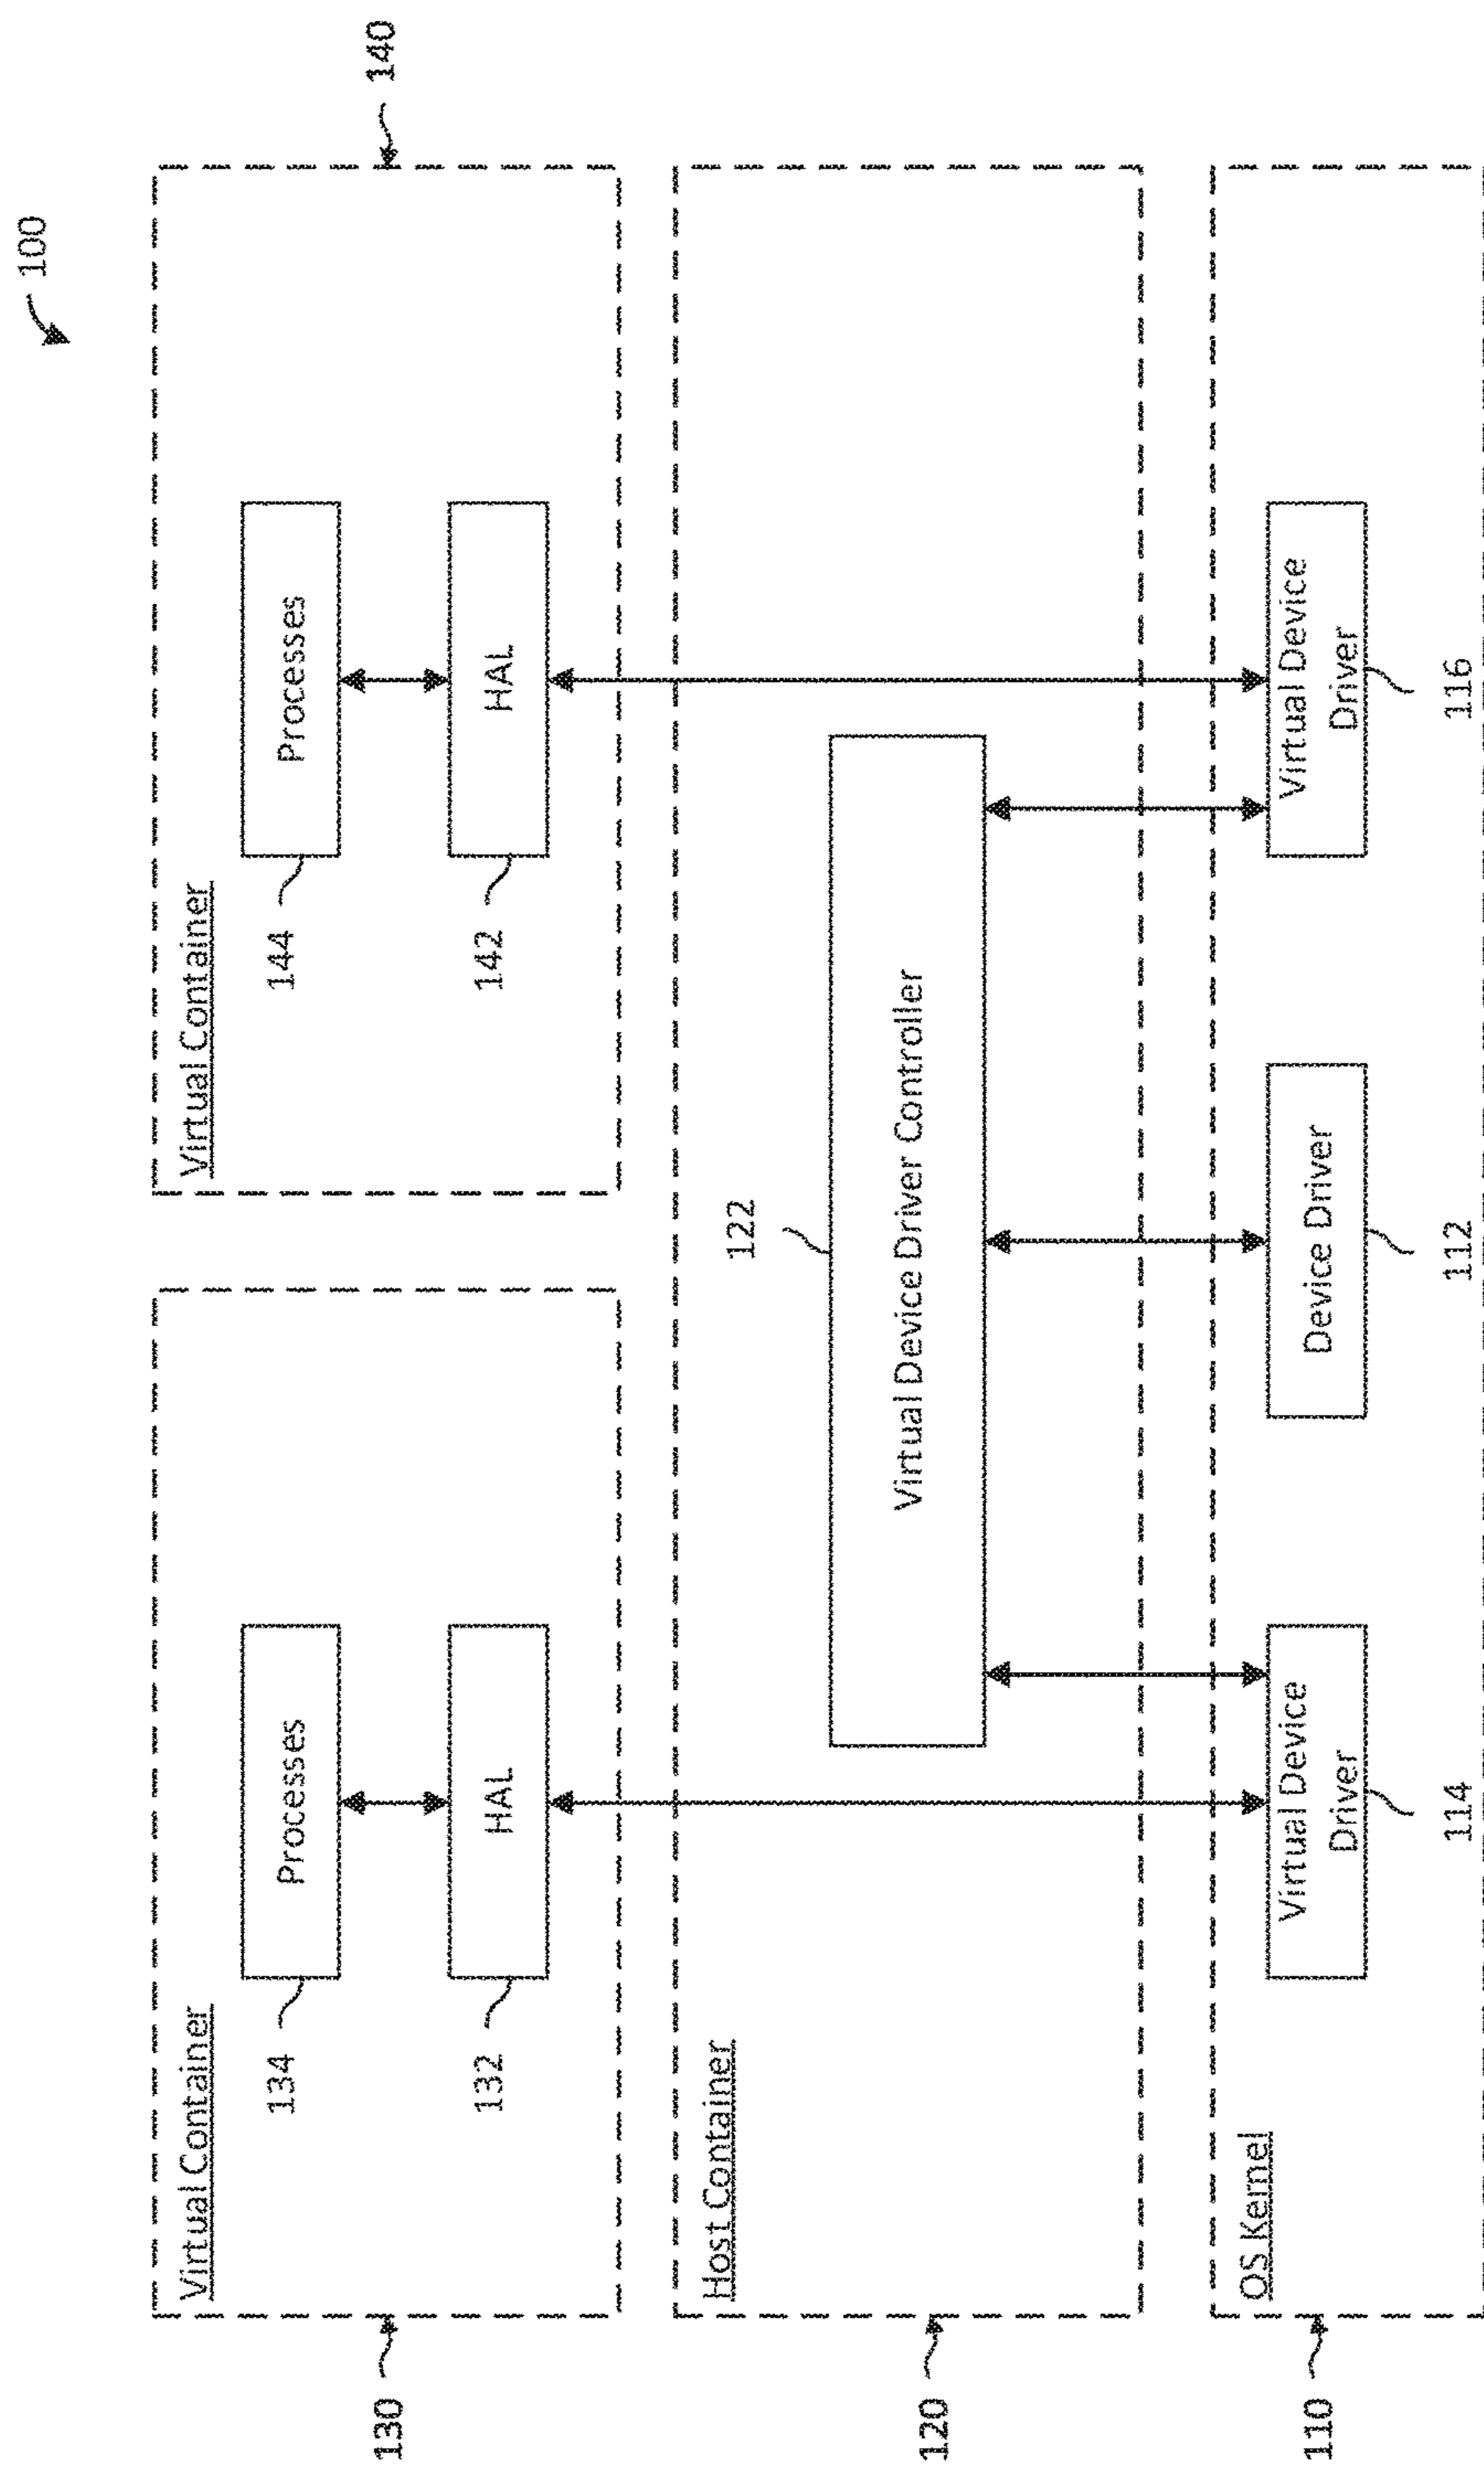 100
Virtual Container
Virtual Container
130
134
Processes
144
Processes
140
132
HAL
142
HAL
Host Container
120
122
Virtual Device Driver Controller
OS Kernel
110
Virtual Device
Driver
Device Driver
Virtual Device
Driver
114
112
116